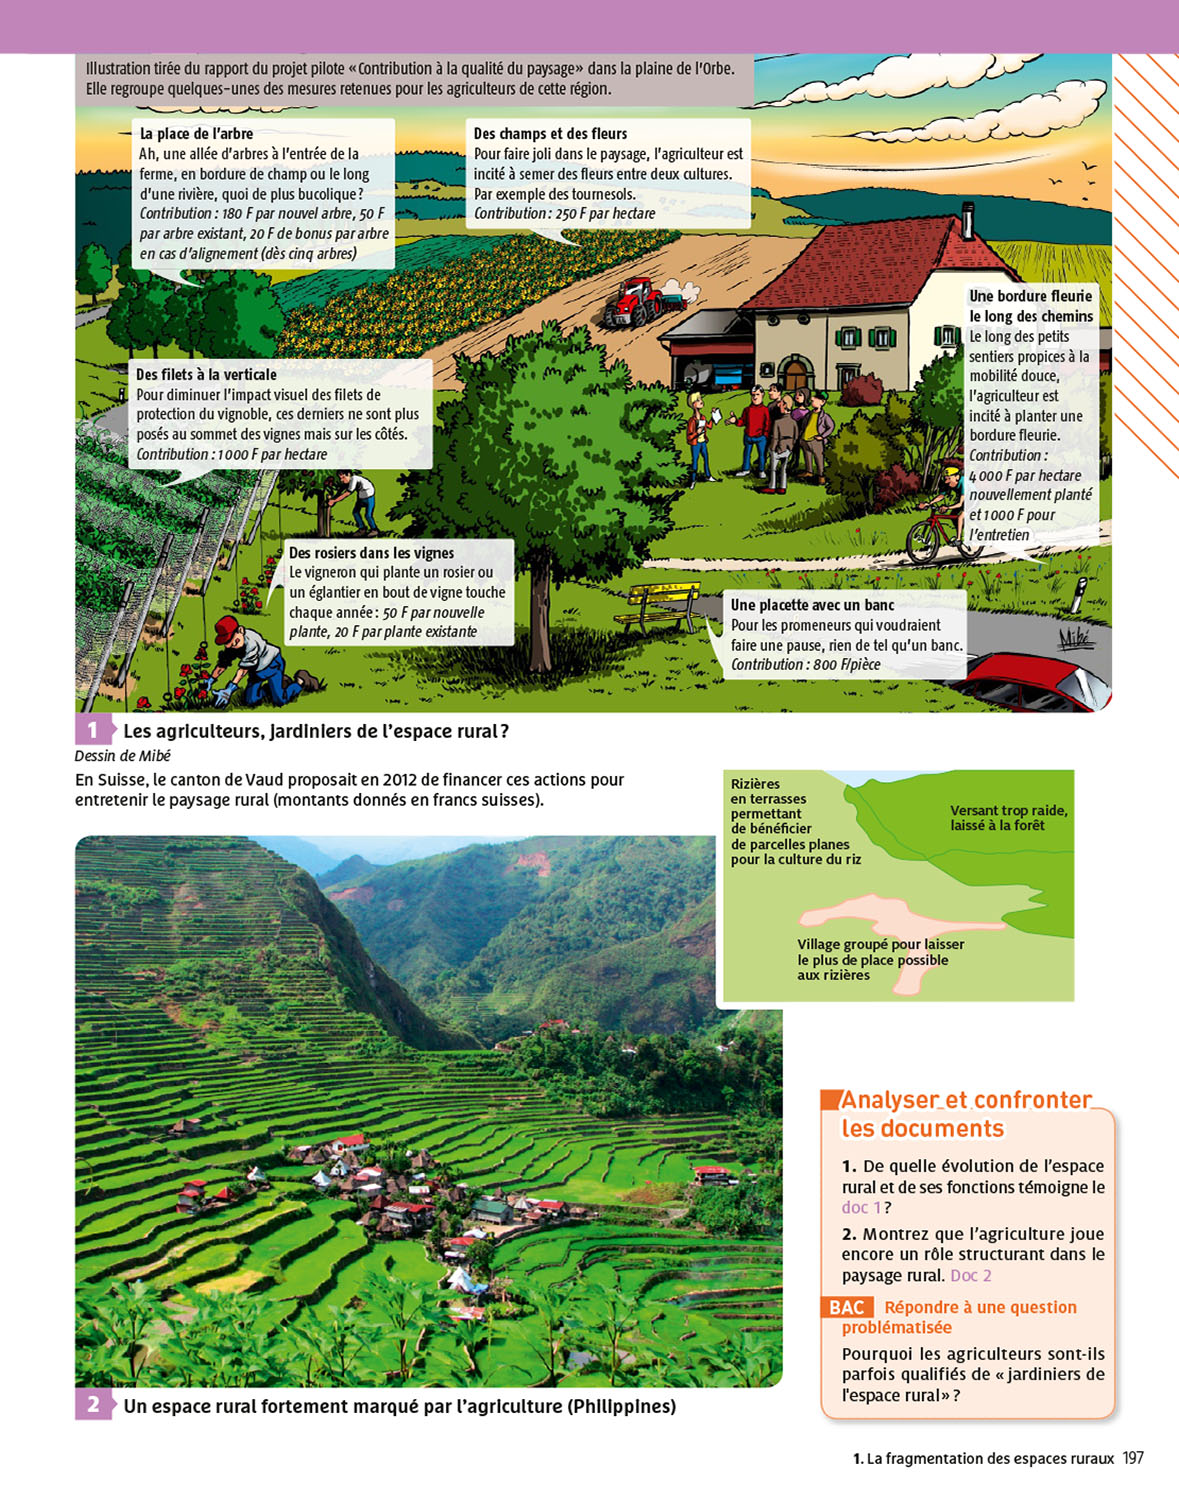 Illustration tirée du rapport du projet pilote « Contribution à la qualité du paysage » dans la plaine de l'Orbe.
Elle regroupe quelques-unes des mesures retenues pour les agriculteurs de cette région.
La place de l'arbre
Ah, une allée d'arbres à l'entrée de la
ferme, en bordure de champ ou le long
d'une rivière, quoi de plus bucolique ?
Contribution : 180 F par nouvel arbre, 50 F
par arbre existant, 20 F de bonus par arbre
en cas d'alignement (dès cinq arbres)
Des champs et des fleurs
Pour faire joli dans le paysage, l'agriculteur est
incité à semer des fleurs entre deux cultures.
Par exemple des tournesols.
Contribution : 250 F par hectare
Une bordure fleurie
le long des chemins
Le long des petits
sentiers propices à la
mobilité douce,
l'agriculteur est
incité à planter une
bordure fleurie.
Contribution :
4 000 F par hectare
nouvellement planté
et 1 000 F pour
l'entretien
Des filets à la verticale
Pour diminuer l'impact visuel des filets de
protection du vignoble, ces derniers ne sont plus
posés au sommet des vignes mais sur les côtés.
Contribution : 1 000 F par hectare
Des rosiers dans les vignes
Le vigneron qui plante un rosier ou
un églantier en bout de vigne touche
chaque année : 50 F par nouvelle
plante, 20 F par plante existante
Une placette avec un banc
Pour les promeneurs qui voudraient
faire une pause, rien de tel qu'un banc.
Contribution : 800 F/pièce
Mibé
1 Les agriculteurs, jardiniers de l'espace rural ?
Dessin de Mibé
En Suisse, le canton de Vaud proposait en 2012 de financer ces actions pour
entretenir le paysage rural (montants donnés en francs suisses).
Rizières
en terrasses
permettant
de bénéficier
de parcelles planes
pour la culture du riz
Versant trop raide,
laissé à la forêt
Village groupé pour laisser
le plus de place possible
aux rizières
2 Un espace rural fortement marqué par l'agriculture (Philippines)
Analyser et confronter
les documents
1. De quelle évolution de l'espace
rural et de ses fonctions témoigne le
doc 1 ?
2. Montrez que l'agriculture joue
encore un rôle structurant dans le
paysage rural. Doc 2
BAC Répondre à une question
problématisée
Pourquoi les agriculteurs sont-ils
parfois qualifiés de « jardiniers de
l'espace rural » ?
1. La fragmentation des espaces ruraux 197